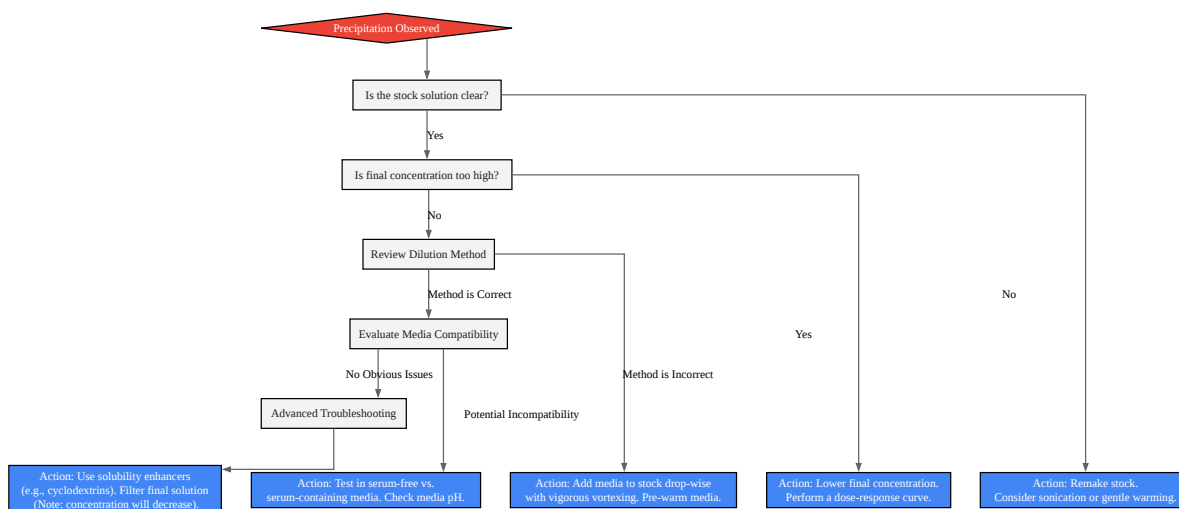 Precipitation Observed
Is the stock solution clear?
Yes
Is final concentration too high?
No
Review Dilution Method
Method is Correct
No
Evaluate Media Compatibility
Yes
No Obvious Issues
Method is Incorrect
Advanced Troubleshooting
Potential Incompatibility
Action: Use solubility enhancers
(e.g., cyclodextrins). Filter final solution
(Note: concentration will decrease).
Action: Test in serum-free vs.
serum-containing media. Check media pH.
Action: Add media to stock drop-wise
with vigorous vortexing. Pre-warm media.
Action: Lower final concentration.
Perform a dose-response curve.
Action: Remake stock.
Consider sonication or gentle warming.